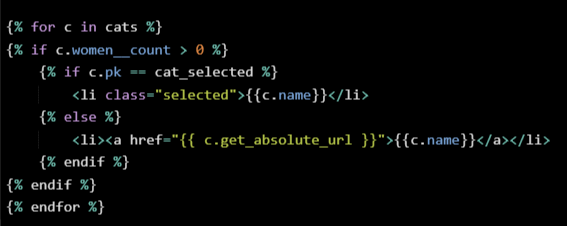 {% for c in cats %}
{% if c.women__count > 0 %}
    {% if c.pk == cat_selected %}
        <li class="selected">{{c.name}}</li>
    {% else %}
        <li><a href="{{ c.get_absolute_url }}">{{c.name}}</a></li>
    {% endif %}
{% endif %}
{% endfor %}